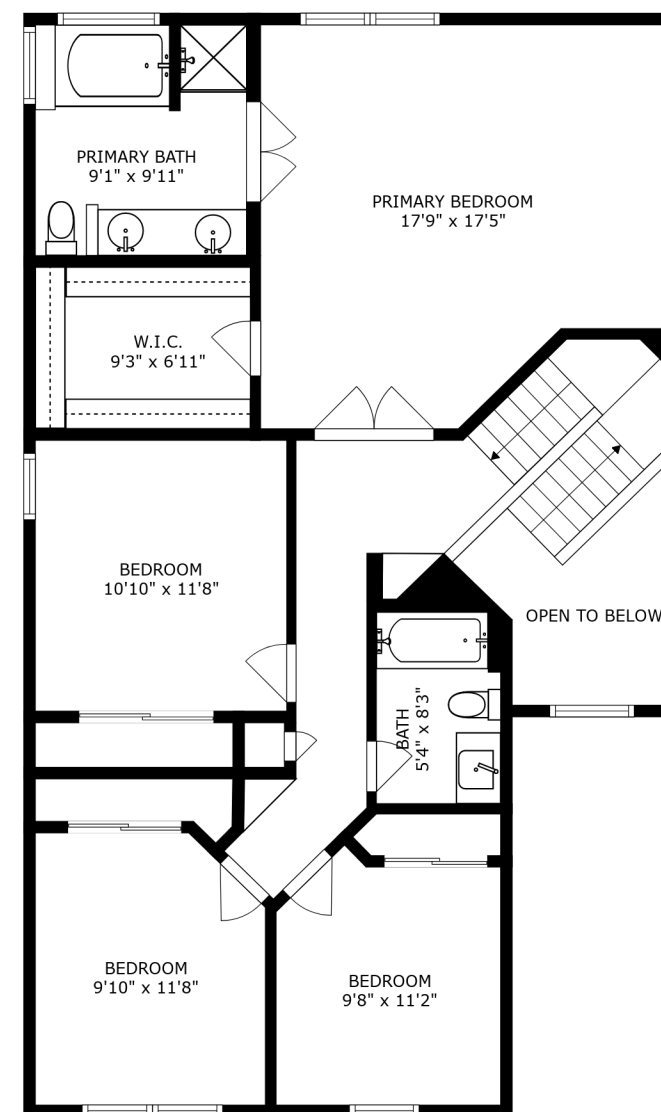 PRIMARY BATH
9'1" x 9'11"
PRIMARY BEDROOM
17'9" x 17'5"
W.I.C.
9'3" x 6'11"
BEDROOM
10'10" x 11'8"
OPEN TO BELOW
BATH
5'4" x 8'3"
BEDROOM
9'10" x 11'8"
BEDROOM
9'8" x 11'2"